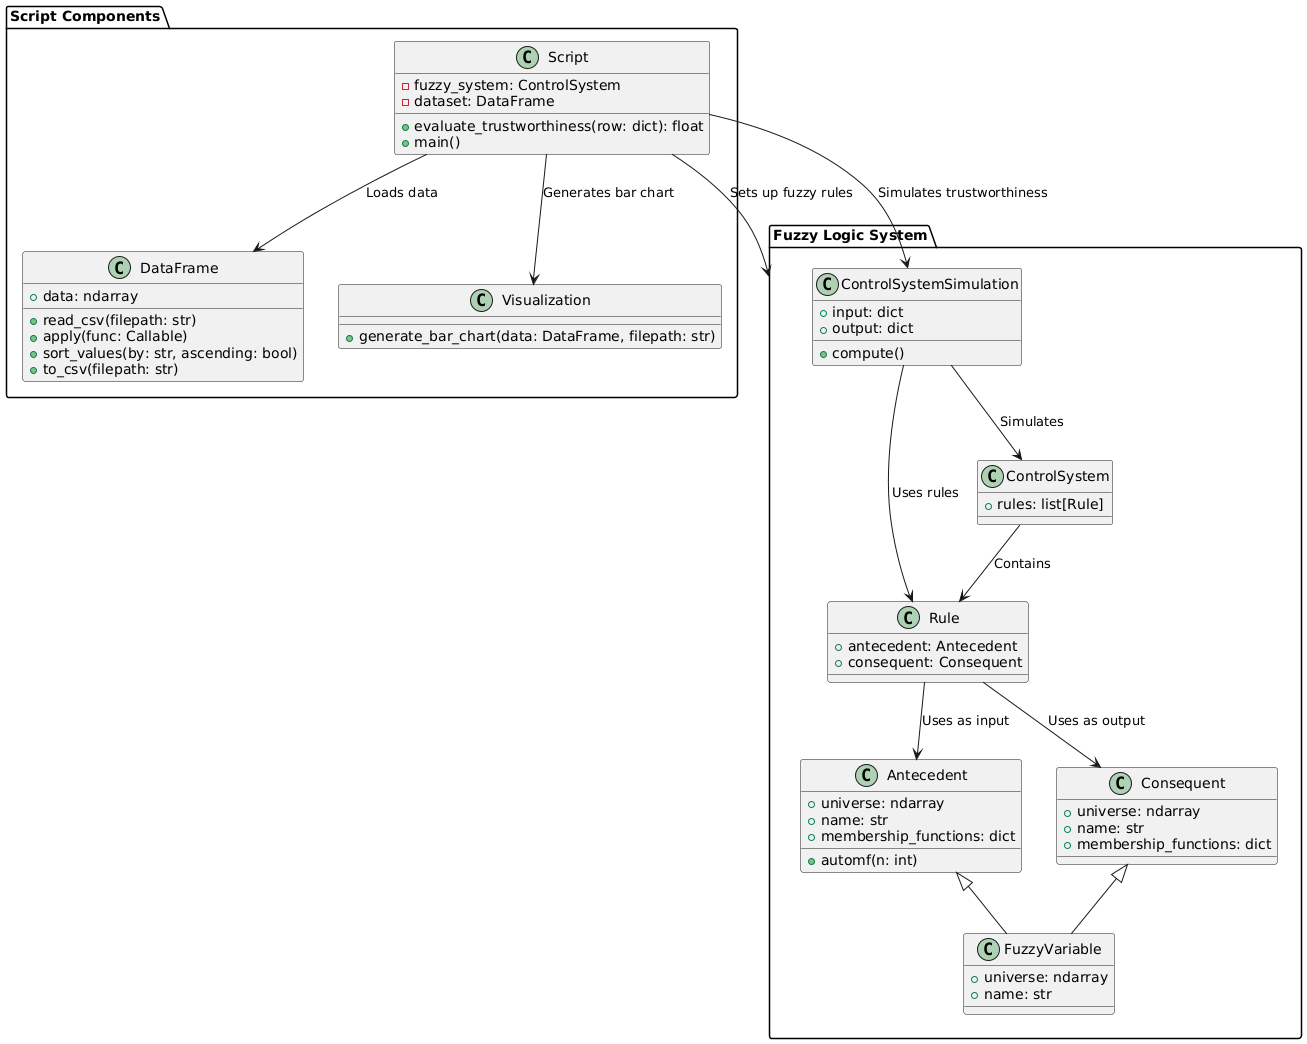 Script Components
C Script
fuzzy_system: ControlSystem
dataset: DataFrame
evaluate_trustworthiness(row: dict): float
main()
Loads data
Generates bar chart
Sets up fuzzy rules
Simulates trustworthiness
C DataFrame
data: ndarray
read_csv(filepath: str)
apply(func: Callable)
sort_values(by: str, ascending: bool)
to_csv(filepath: str)
C Visualization
generate_bar_chart(data: DataFrame, filepath: str)
Fuzzy Logic System
C ControlSystemSimulation
input: dict
output: dict
compute()
Simulates
Uses rules
C ControlSystem
rules: list[Rule]
Contains
C Rule
antecedent: Antecedent
consequent: Consequent
Uses as input
Uses as output
C Antecedent
universe: ndarray
name: str
membership_functions: dict
automf(n: int)
C Consequent
universe: ndarray
name: str
membership_functions: dict
C FuzzyVariable
universe: ndarray
name: str